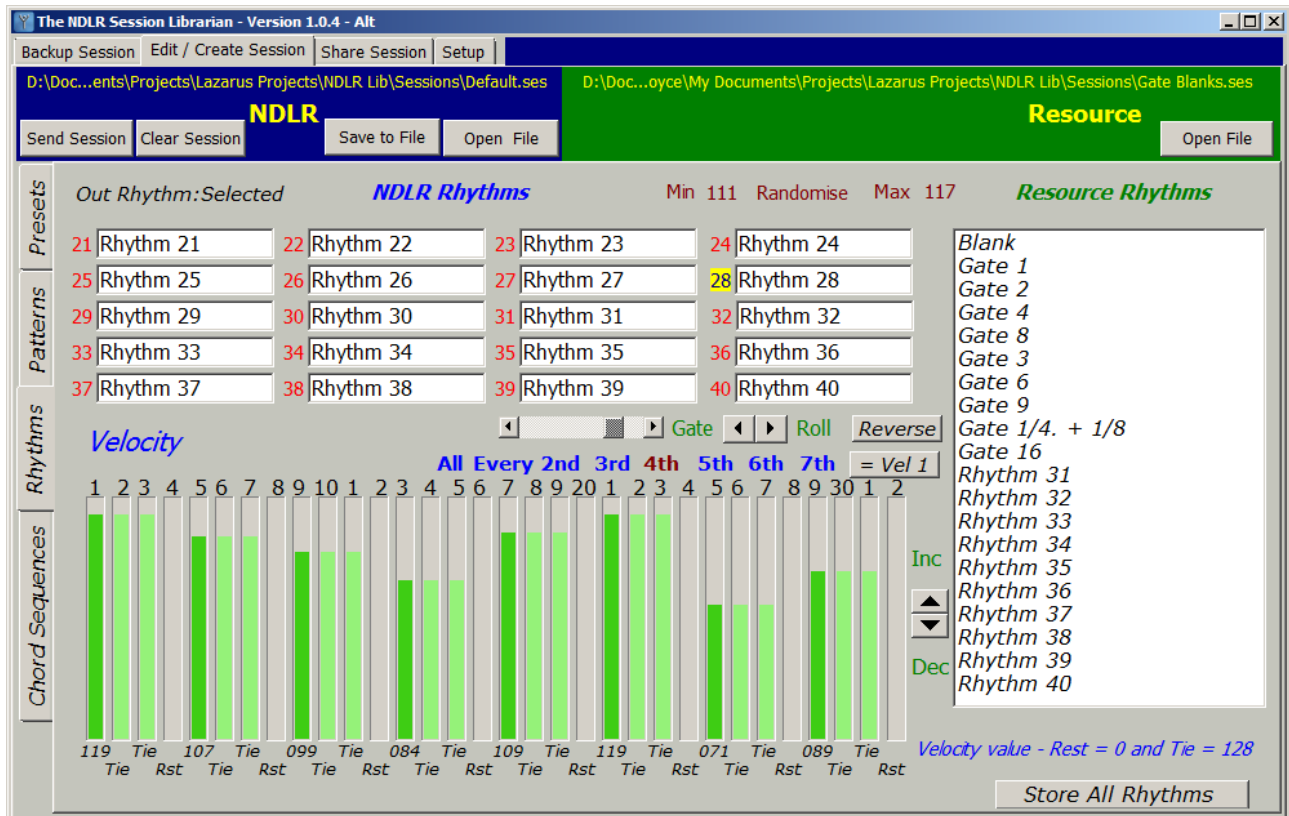 The NDLR Session Librarian - Version 1.0.4 - Alt
Backup Session Edit / Create Session Share Session Setup
D:\Doc...ents\Projects\Lazarus Projects\NDLR Lib\Sessions\Default.ses D:\Doc...oyce\My Documents\Projects\Lazarus Projects\NDLR Lib\Sessions\Gate Blanks.ses
NDLR Resource
Send Session Clear Session Save to File Open File Open File
Presets
Patterns
Rhythms
Chord Sequences
Out Rhythm:Selected NDLR Rhythms Min 111 Randomise Max 117 Resource Rhythms
21 Rhythm 21 22 Rhythm 22 23 Rhythm 23 24 Rhythm 24
25 Rhythm 25 26 Rhythm 26 27 Rhythm 27 28 Rhythm 28
29 Rhythm 29 30 Rhythm 30 31 Rhythm 31 32 Rhythm 32
33 Rhythm 33 34 Rhythm 34 35 Rhythm 35 36 Rhythm 36
37 Rhythm 37 38 Rhythm 38 39 Rhythm 39 40 Rhythm 40
Gate Roll Reverse
Velocity
All Every 2nd 3rd 4th 5th 6th 7th = Vel 1
1 2 3 4 5 6 7 8 9 10 1 2 3 4 5 6 7 8 9 20 1 2 3 4 5 6 7 8 9 30 1 2
Inc
Dec
119 Tie 107 Tie 099 Tie 084 Tie 109 Tie 119 Tie 071 Tie 089 Tie
Tie Rst Tie Rst Tie Rst Tie Rst Tie Rst Tie Rst Tie Rst Tie Rst
Blank
Gate 1
Gate 2
Gate 4
Gate 8
Gate 3
Gate 6
Gate 9
Gate 1/4. + 1/8
Gate 16
Rhythm 31
Rhythm 32
Rhythm 33
Rhythm 34
Rhythm 35
Rhythm 36
Rhythm 37
Rhythm 38
Rhythm 39
Rhythm 40
Velocity value - Rest = 0 and Tie = 128
Store All Rhythms